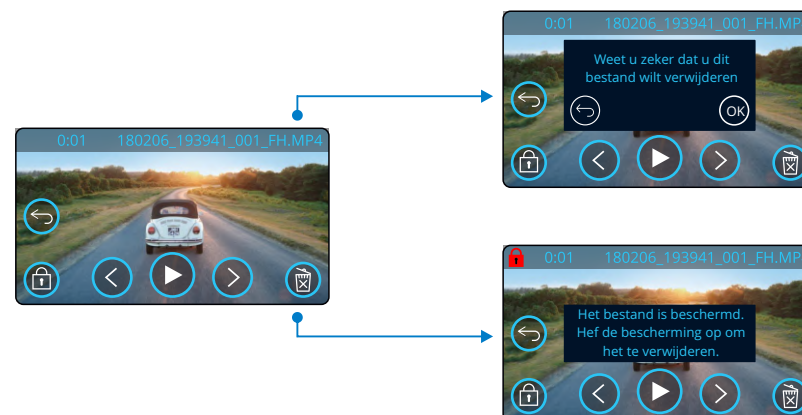 0:01 180206_193941_001_FH.MP4
0:01 180206_193941_001_FH.MP
Weet u zeker dat u dit
bestand wilt verwijderen
OK
0:01 180206_193941_001_FH.MP
Het bestand is beschermd.
Hef de bescherming op om
het te verwijderen.